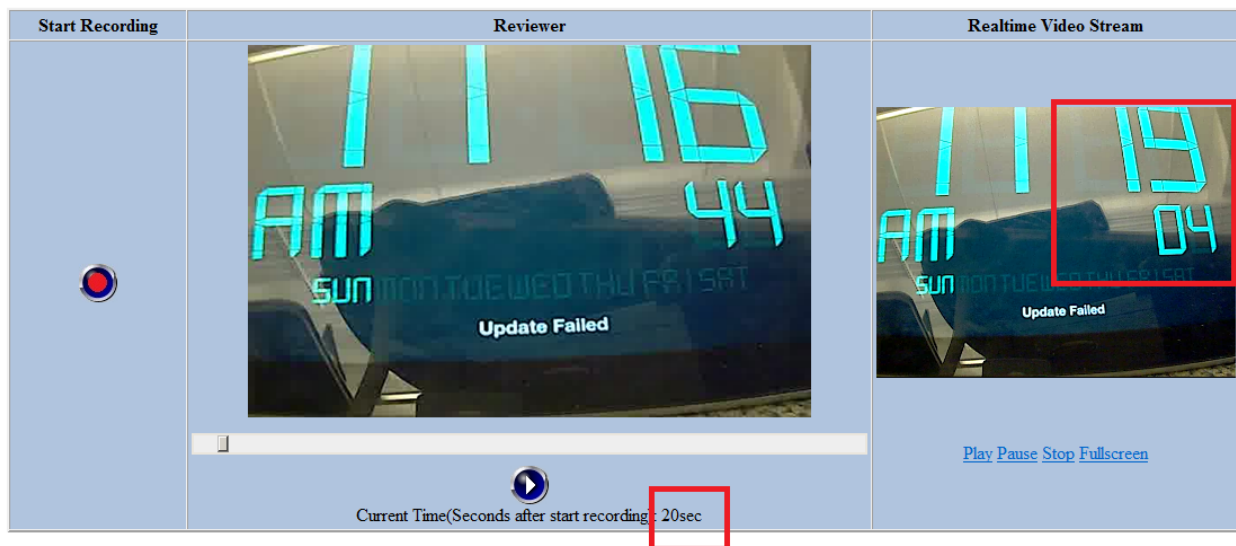 Start Recording
Reviewer
Realtime Video Stream
11 16
AM 44
SUN MON TUE WED THU FRI SAT
Update Failed
11 19
AM 04
SUN MON TUE WED THU FRI SAT
Update Failed
Play Pause Stop Fullscreen
Current Time(Seconds after start recording): 20sec